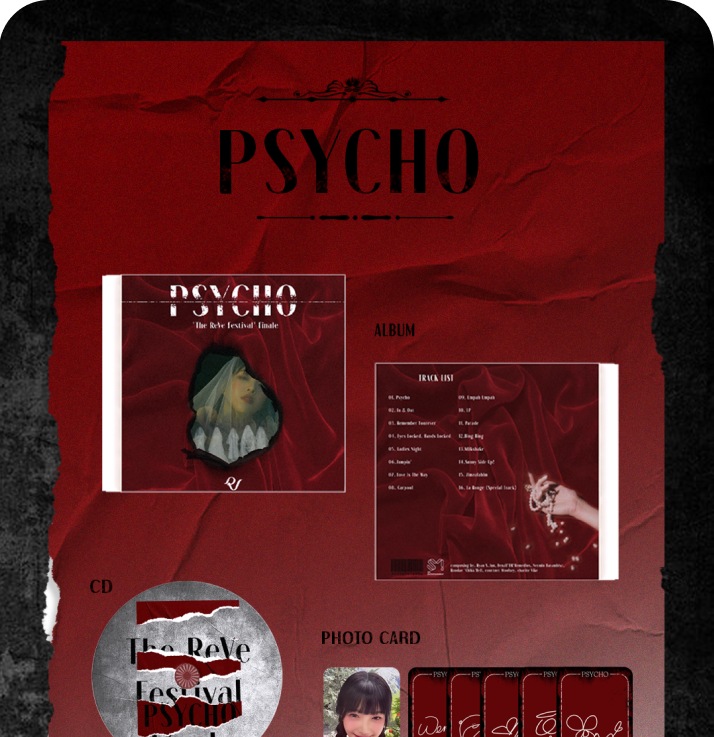 PSYCHO
PSYCHO
'The ReVe Festival' Finale
ALBUM
TRACK LIST
01. Psycho
02. In & Out
03. Remember Forever
04. Eyes Locked, Hands Locked
05. Ladies Night
06. Jumpin'
07. Love Is The Way
08. Carpool
09. Umpah Umpah
10. LP
11. Parade
12. Bing Bing
13. Milkshake
14. Sunny Side Up!
15. Zimzalabim
16. La Rouge (Special Track)
CD
The ReVe
Festival
PSYCHO
PHOTO CARD
PSYCHO